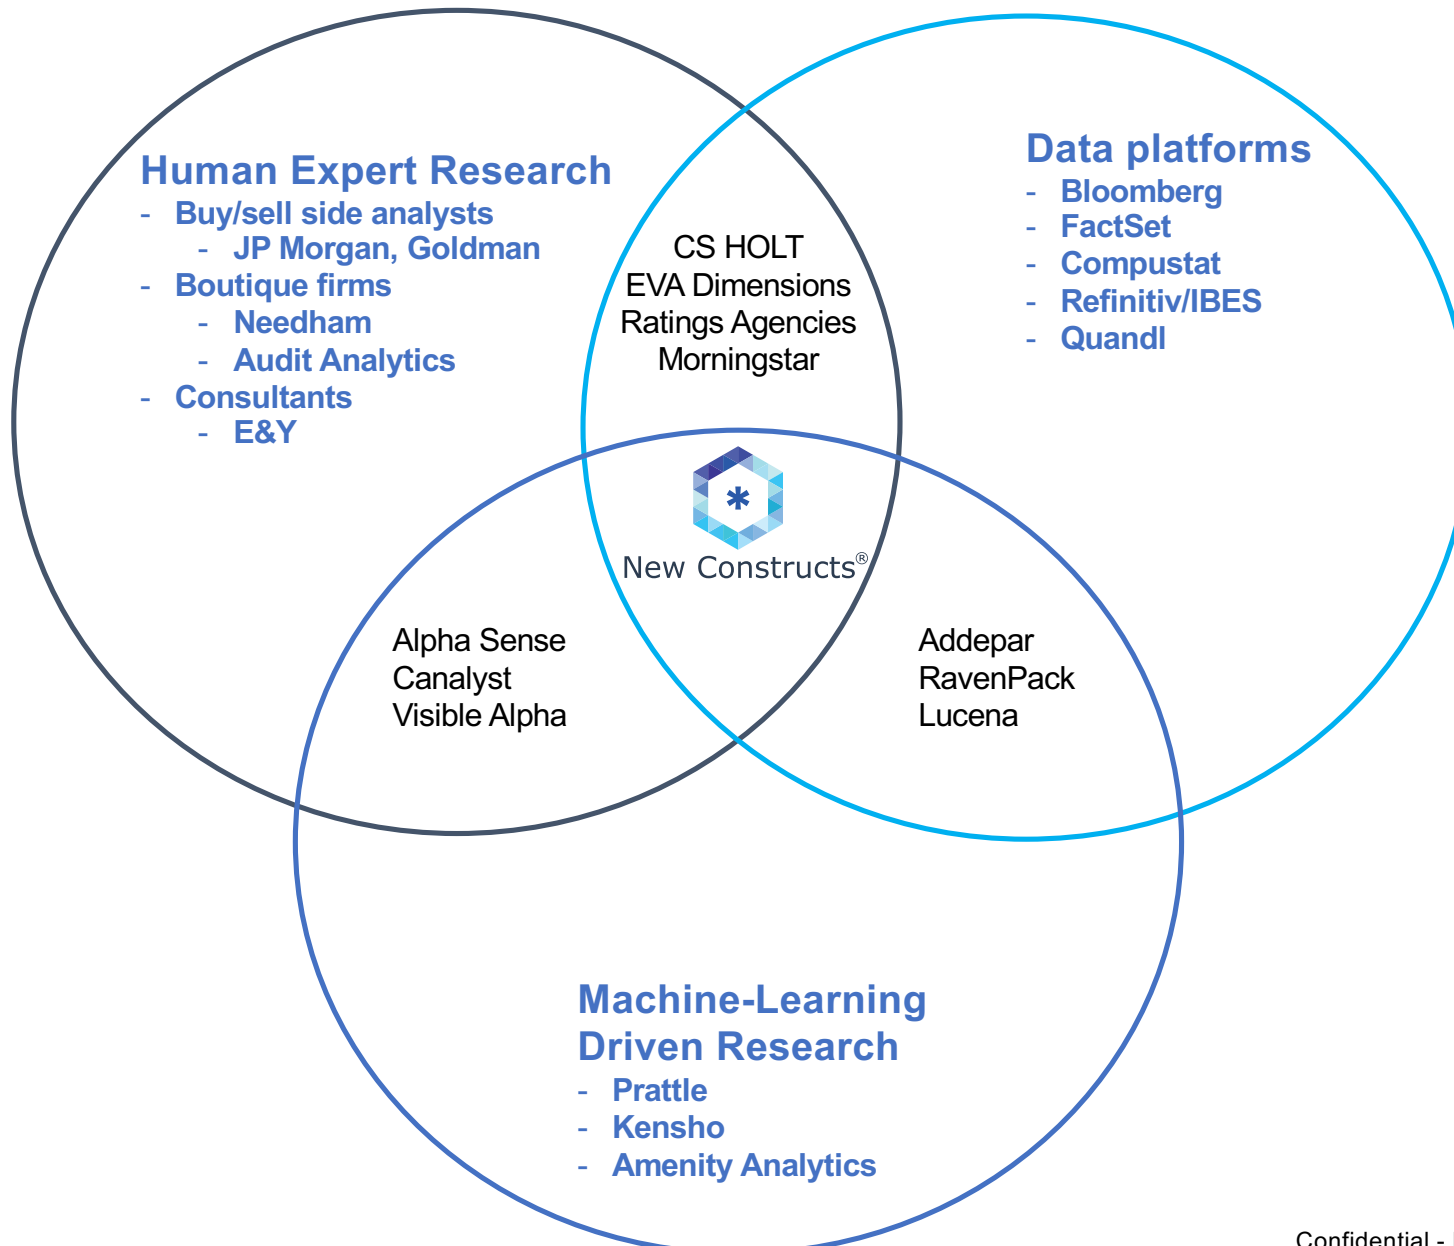 Human Expert Research
- Buy/sell side analysts
- JP Morgan, Goldman
- Boutique firms
- Needham
- Audit Analytics
- Consultants
- E&Y
CS HOLT
EVA Dimensions
Ratings Agencies
Morningstar
Data platforms
- Bloomberg
- FactSet
- Compustat
- Refinitiv/IBES
- Quandl
*
New Constructs®
Alpha Sense
Canalyst
Visible Alpha
Addepar
RavenPack
Lucena
Machine-Learning
Driven Research
- Prattle
- Kensho
- Amenity Analytics
Confidential -